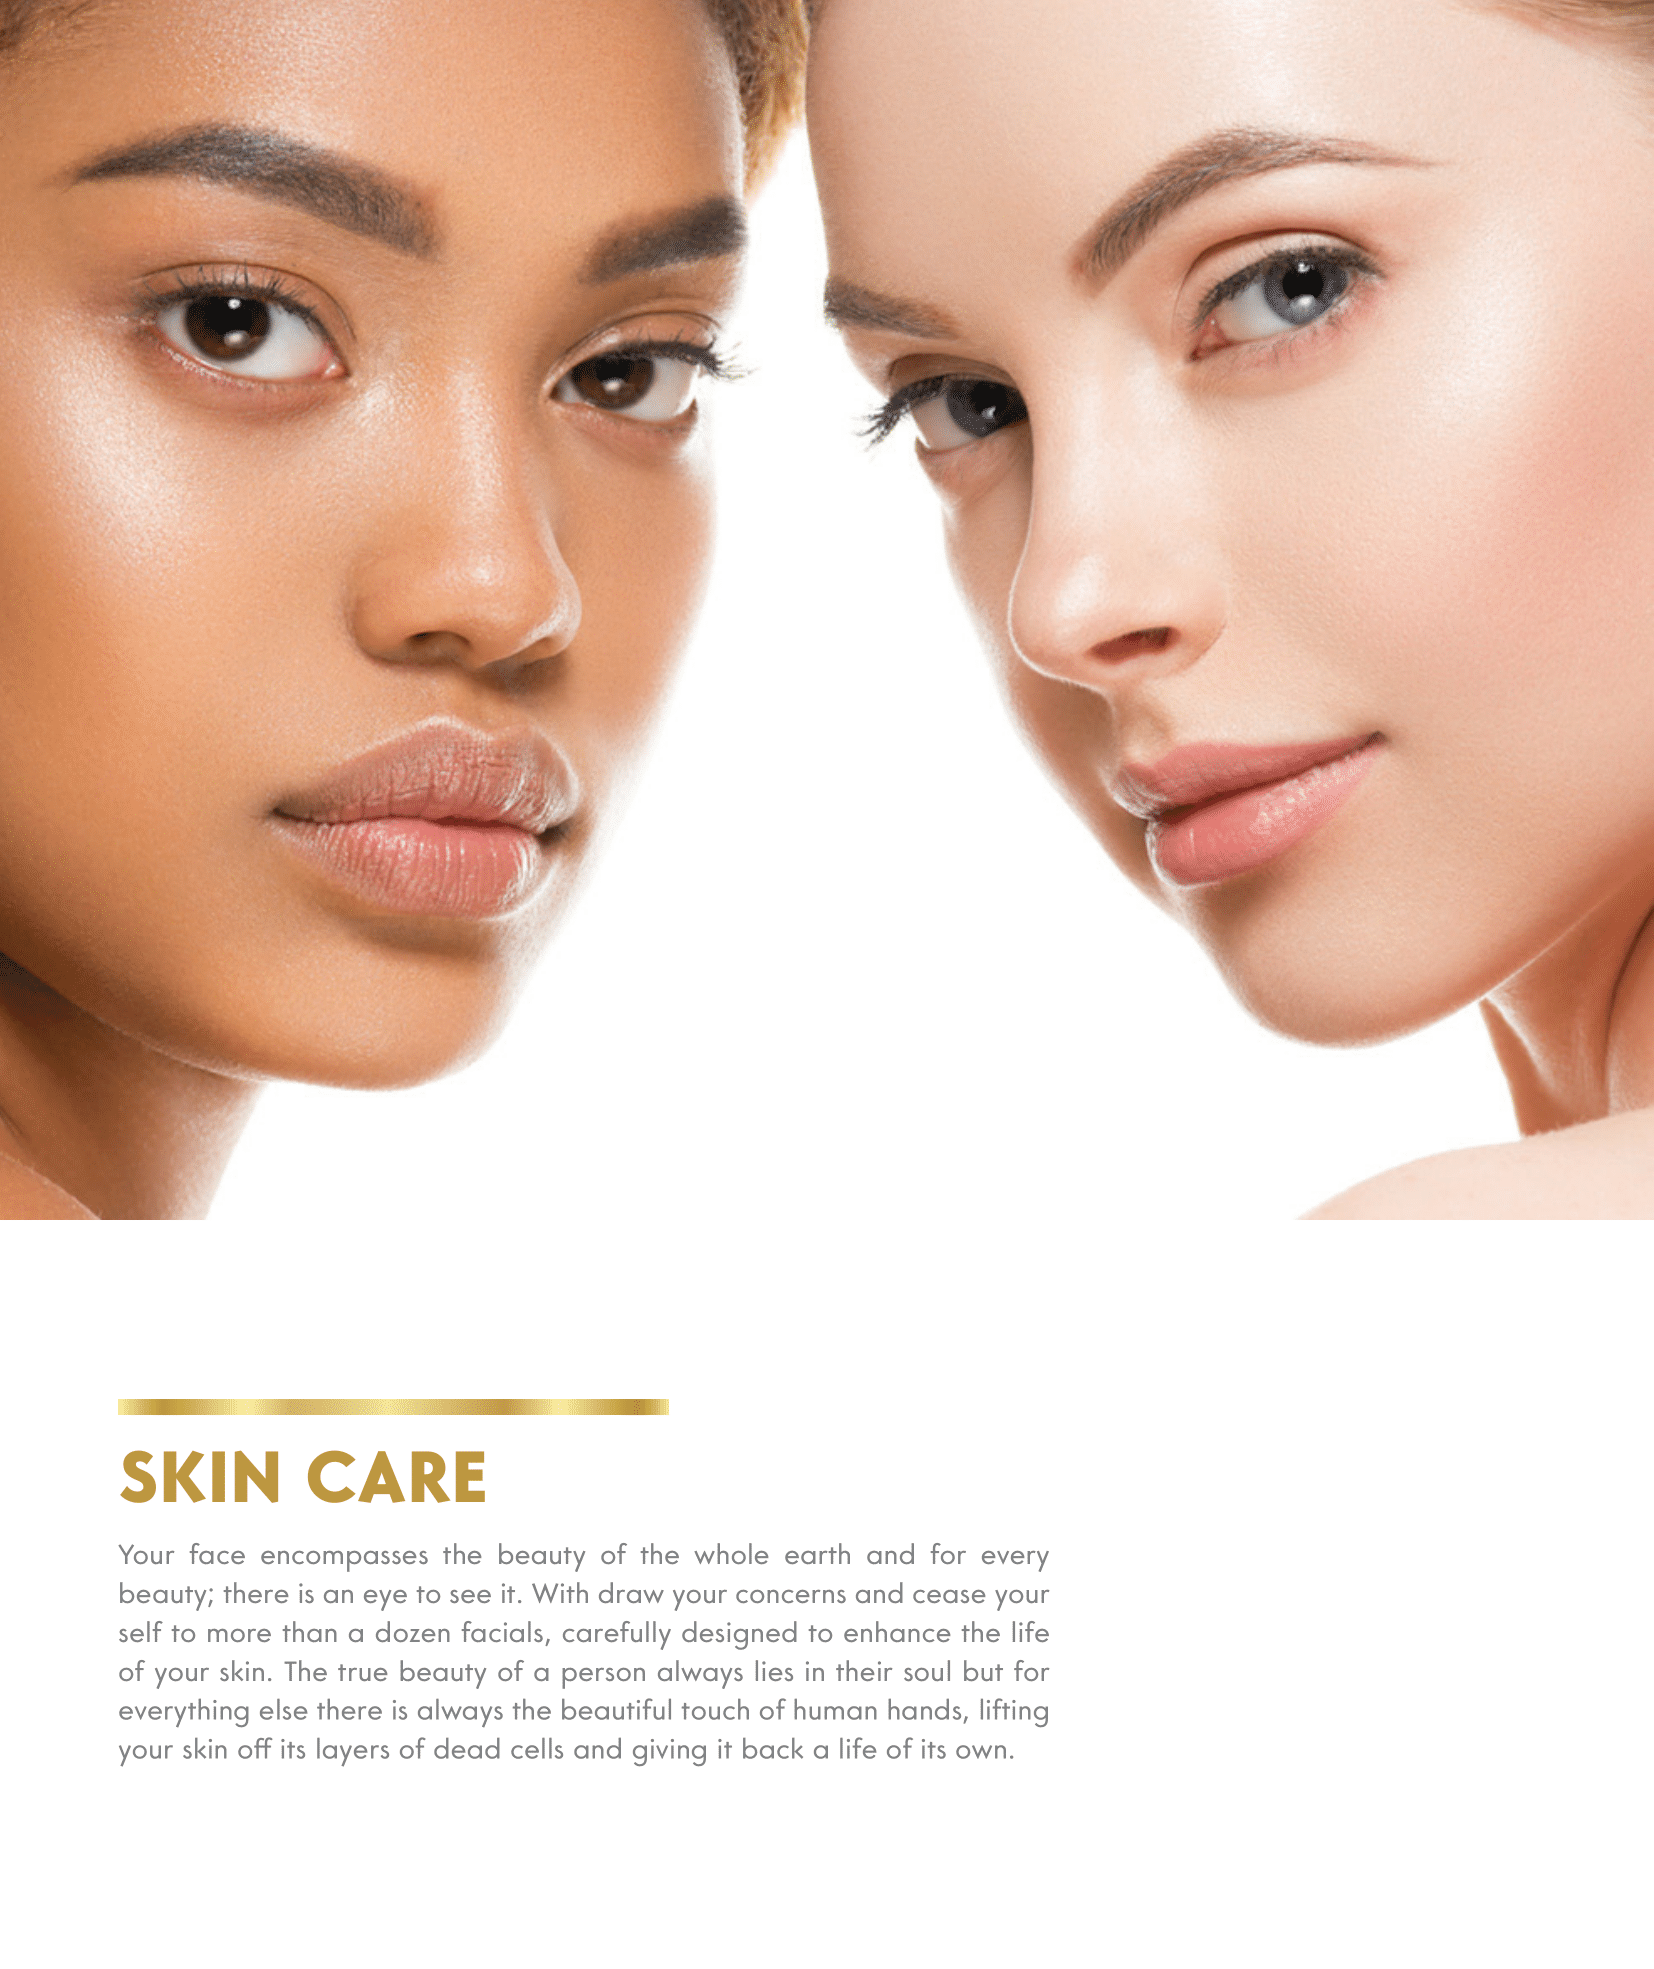 SKIN CARE
Your face encompasses the beauty of the whole earth and for every
beauty; there is an eye to see it. With draw your concerns and cease your
self to more than a dozen facials, carefully designed to enhance the life
of your skin. The true beauty of a person always lies in their soul but for
everything else there is always the beautiful touch of human hands, lifting
your skin off its layers of dead cells and giving it back a life of its own.